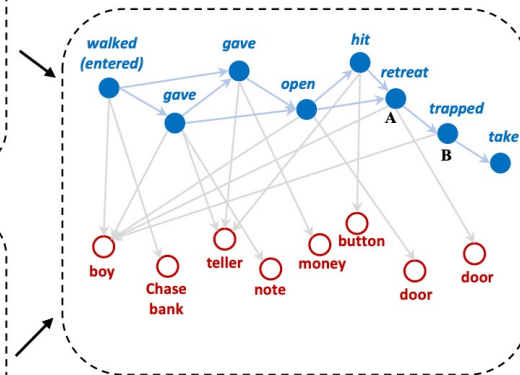 walked
(entered)
gave
hit
retreat
gave
open
A
trapped
B
take
boy
Chase
bank
teller
note
money
button
door
door